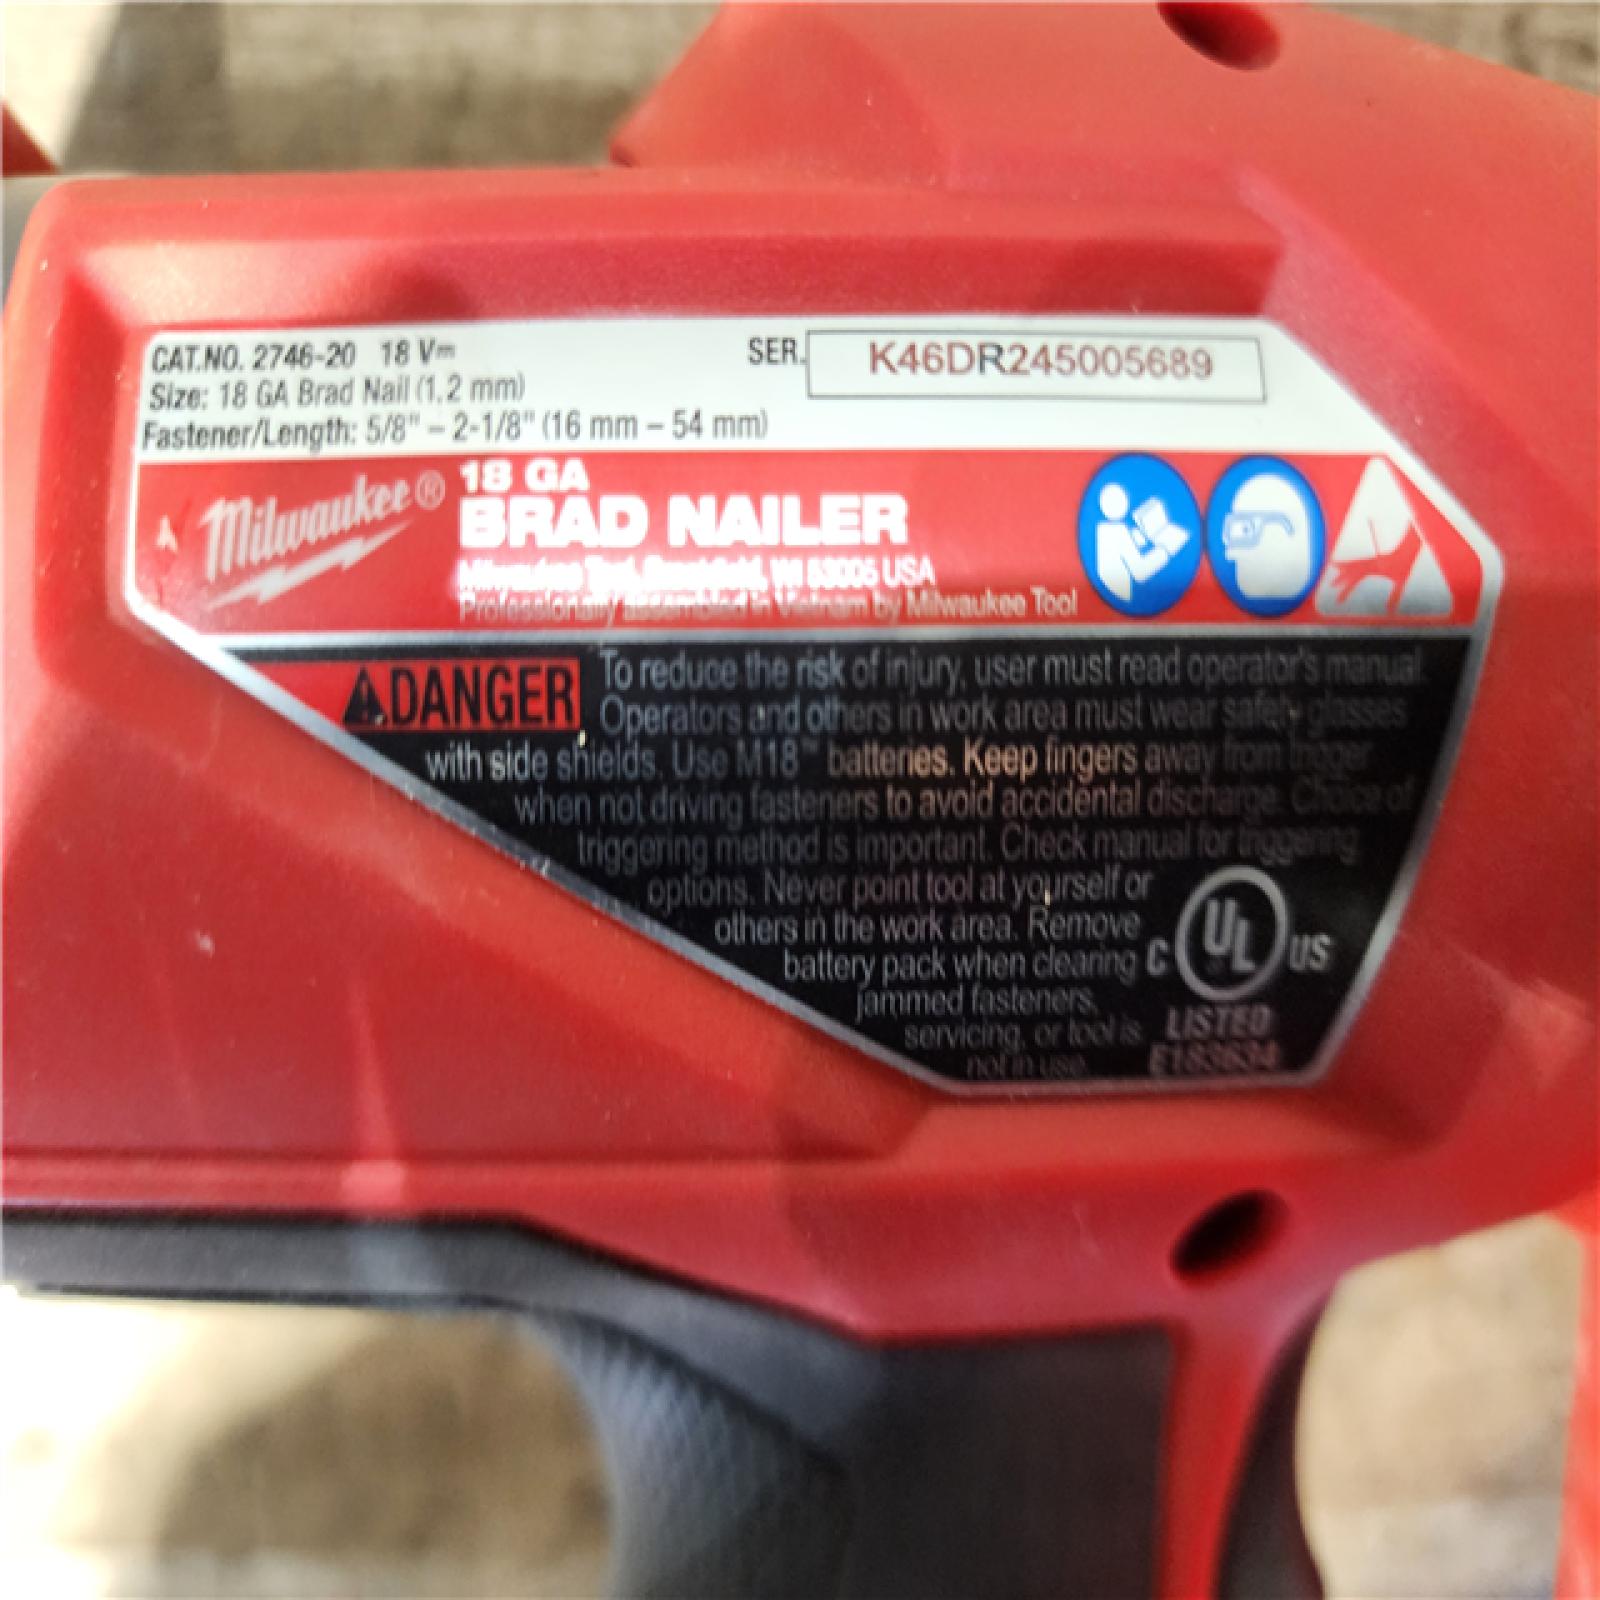 CAT.NO. 2746-20 18 V⎓
SER. K46DR245005689
Size: 18 GA Brad Nail (1.2 mm)
Fastener/Length: 5/8" – 2-1/8" (16 mm – 54 mm)
Milwaukee®
18 GA
BRAD NAILER
Milwaukee Tool, Brookfield, WI 53005 USA
Professionally assembled in Vietnam by Milwaukee Tool
DANGER To reduce the risk of injury, user must read operator's manual.
Operators and others in work area must wear safety glasses
with side shields. Use M18™ batteries. Keep fingers away from trigger
when not driving fasteners to avoid accidental discharge. Choice of
triggering method is important. Check manual for triggering
options. Never point tool at yourself or
others in the work area. Remove
battery pack when clearing
jammed fasteners,
servicing, or tool is
not in use.
C UL US
LISTED
E183634